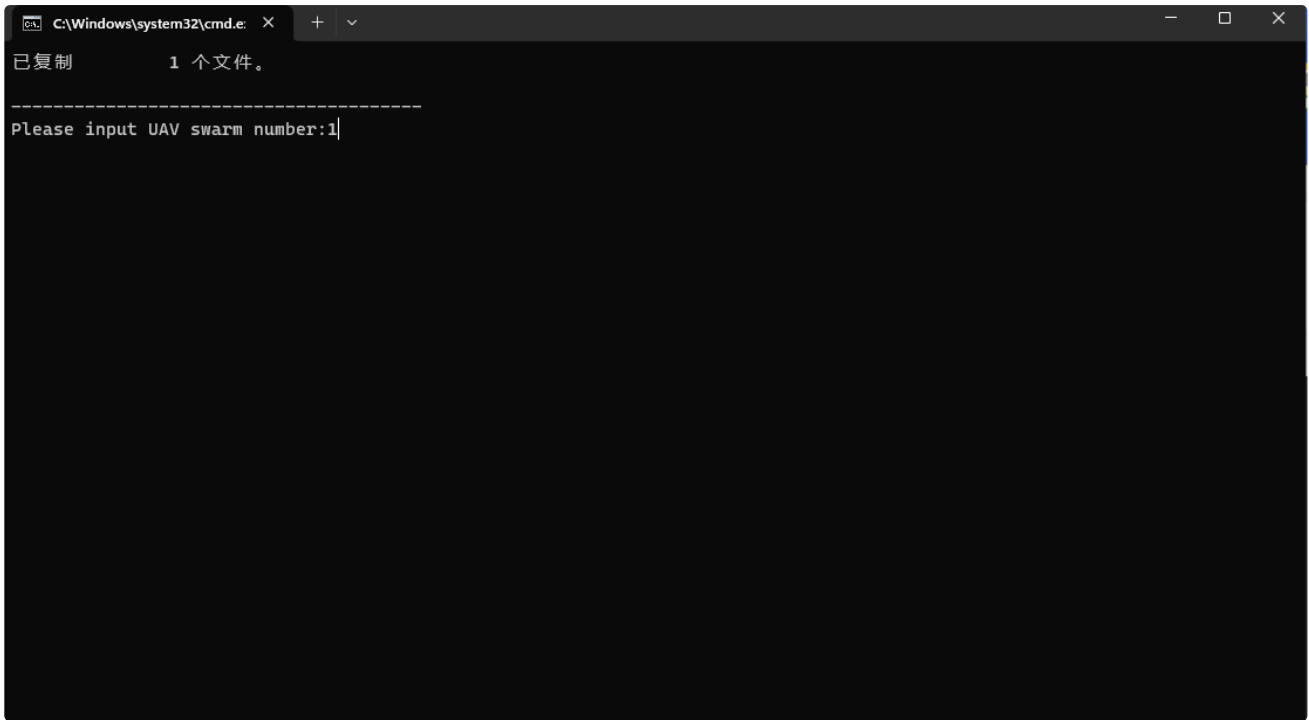 C:\Windows\system32\cmd.e
已复制 1 个文件。
---------------------------------------
Please input UAV swarm number:1